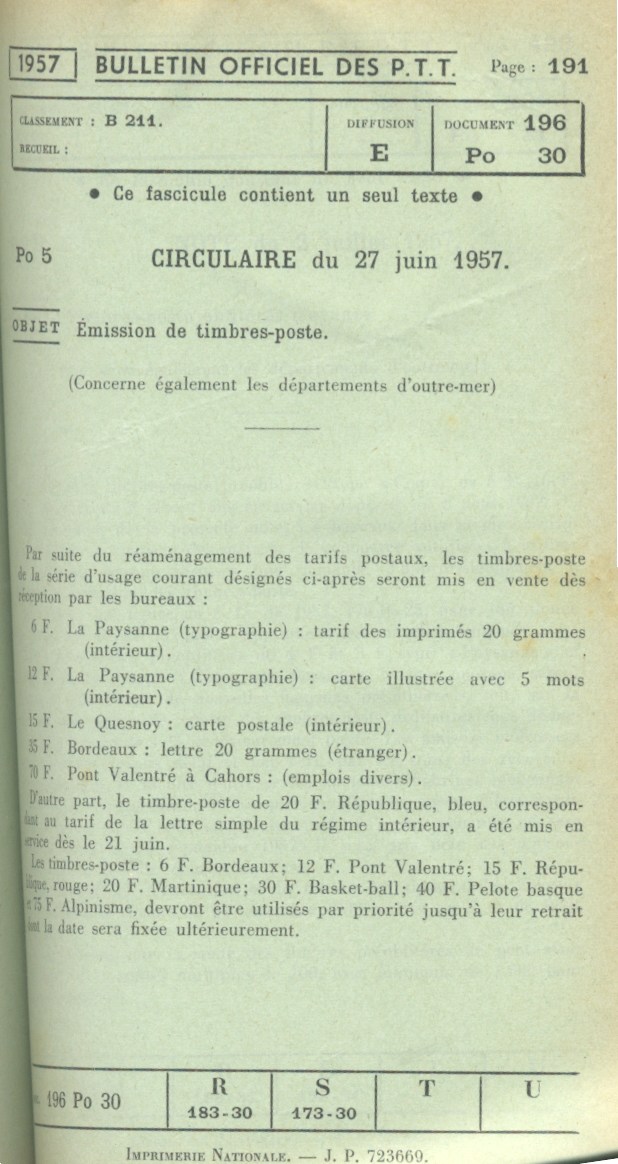 1957 BULLETIN OFFICIEL DES P.T.T. Page : 191
CLASSEMENT : B 211.
RECUEIL :
DIFFUSION
E
DOCUMENT 196
Po 30
• Ce fascicule contient un seul texte •
Po 5 CIRCULAIRE du 27 juin 1957.
OBJET Émission de timbres-poste.
(Concerne également les départements d'outre-mer)
Par suite du réaménagement des tarifs postaux, les timbres-poste
de la série d'usage courant désignés ci-après seront mis en vente dès
réception par les bureaux :
6 F. La Paysanne (typographie) : tarif des imprimés 20 grammes
(intérieur).
12 F. La Paysanne (typographie) : carte illustrée avec 5 mots
(intérieur).
15 F. Le Quesnoy : carte postale (intérieur).
35 F. Bordeaux : lettre 20 grammes (étranger).
70 F. Pont Valentré à Cahors : (emplois divers).
D'autre part, le timbre-poste de 20 F. République, bleu, correspon-
dant au tarif de la lettre simple du régime intérieur, a été mis en
service dès le 21 juin.
Les timbres-poste : 6 F. Bordeaux; 12 F. Pont Valentré; 15 F. Répu-
blique, rouge; 20 F. Martinique; 30 F. Basket-ball; 40 F. Pelote basque
et 75 F. Alpinisme, devront être utilisés par priorité jusqu'à leur retrait
dont la date sera fixée ultérieurement.
196 Po 30
R
183-30
S
173-30
T
U
IMPRIMERIE NATIONALE. — J. P. 723669.